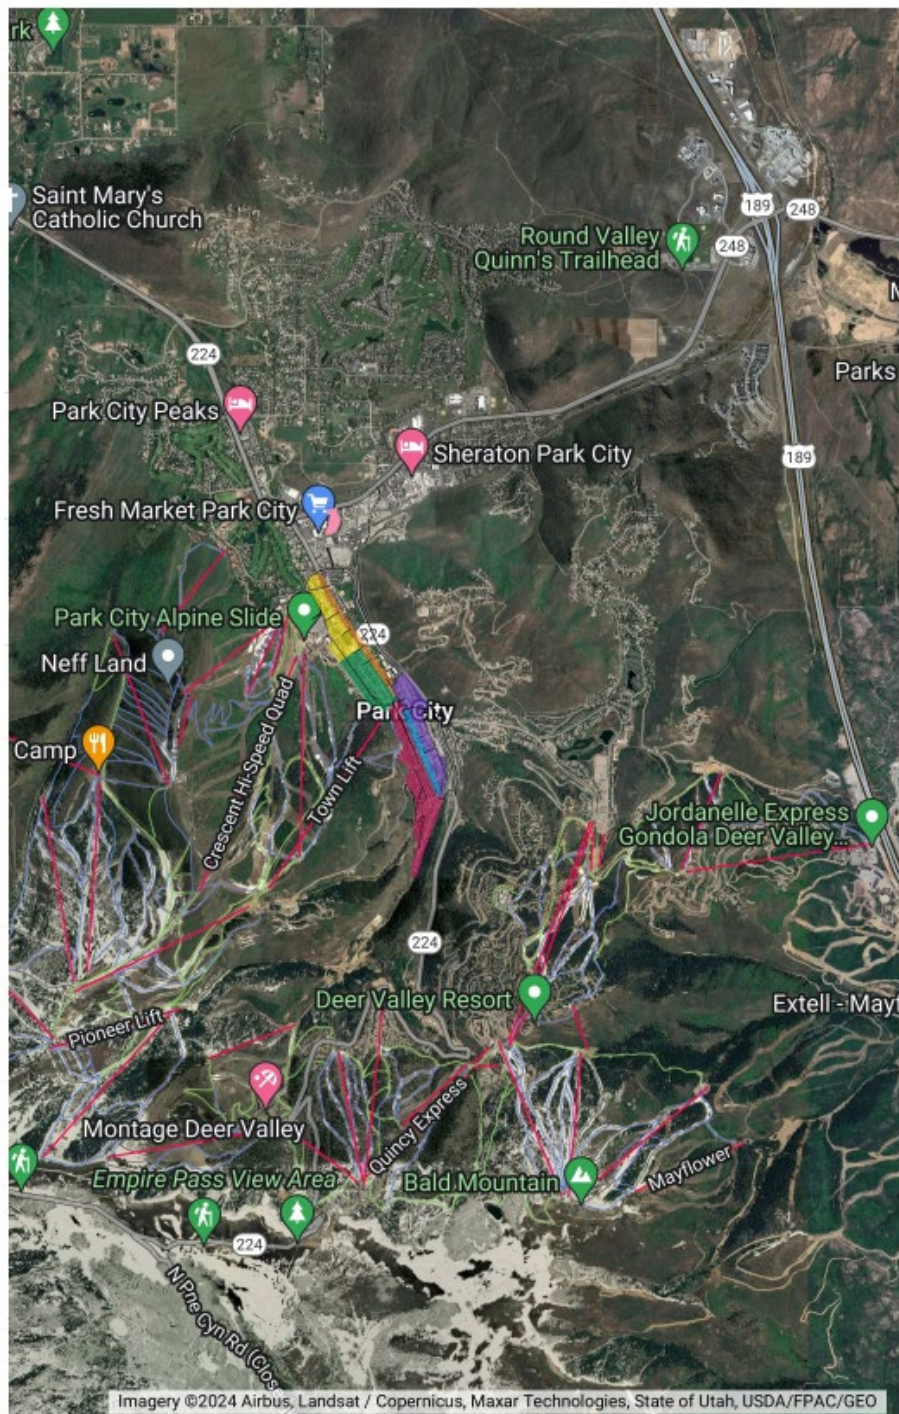 rk
Saint Mary's
Catholic Church
189
248
248
Round Valley
Quinn's Trailhead
M
224
Parks
Park City Peaks
Sheraton Park City
189
Fresh Market Park City
Park City Alpine Slide
224
Neff Land
Park City
Crescent Hi-Speed Quad
Town Lift
Camp
Jordanelle Express
Gondola Deer Valley...
224
Deer Valley Resort
Extell - Mayf
Pioneer Lift
Montage Deer Valley
Quincy Express
Empire Pass View Area
Bald Mountain
Mayflower
224
N Pne Cyn Rd (Clos
Imagery ©2024 Airbus, Landsat / Copernicus, Maxar Technologies, State of Utah, USDA/FPAC/GEO